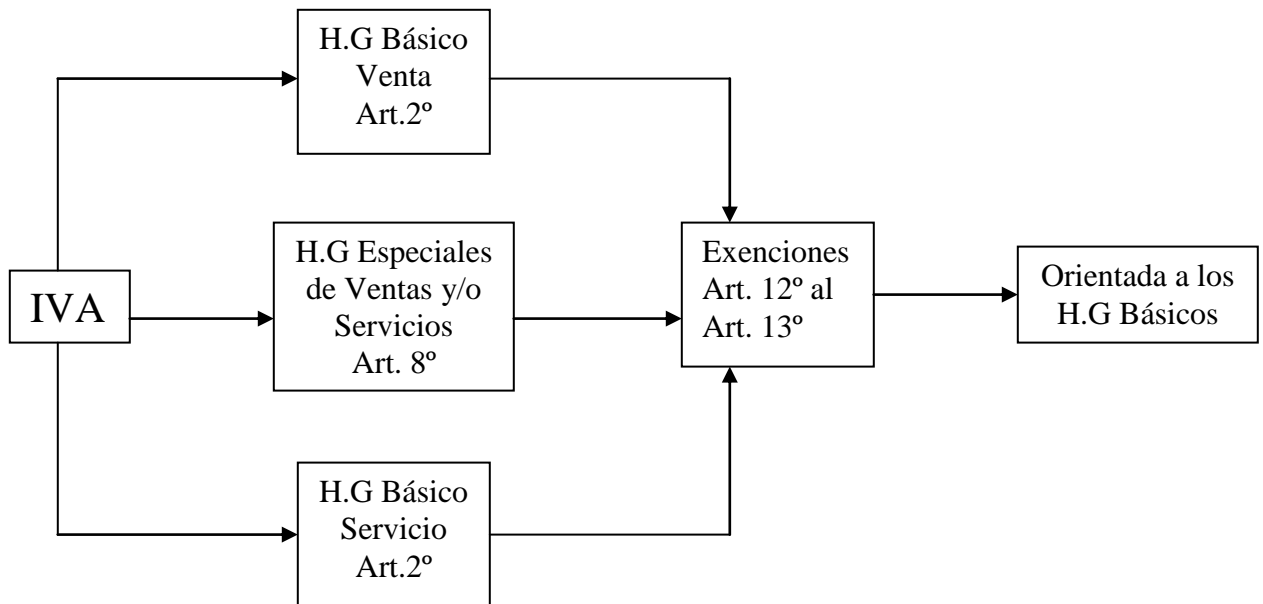 H.G Básico
Venta
Art.2º
IVA
H.G Especiales
de Ventas y/o
Servicios
Art. 8º
H.G Básico
Servicio
Art.2º
Exenciones
Art. 12º al
Art. 13º
Orientada a los
H.G Básicos